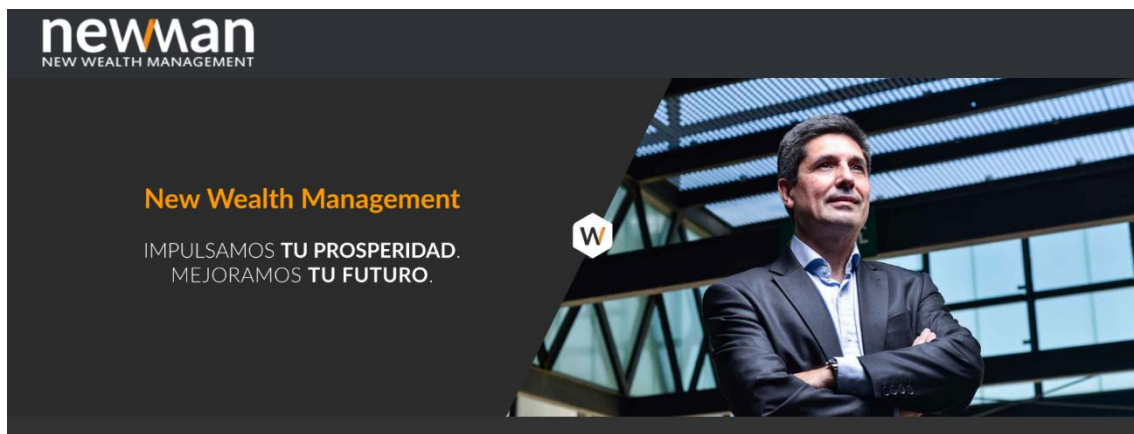 newman
NEW WEALTH MANAGEMENT
New Wealth Management
IMPULSAMOS TU PROSPERIDAD.
MEJORAMOS TU FUTURO.
W